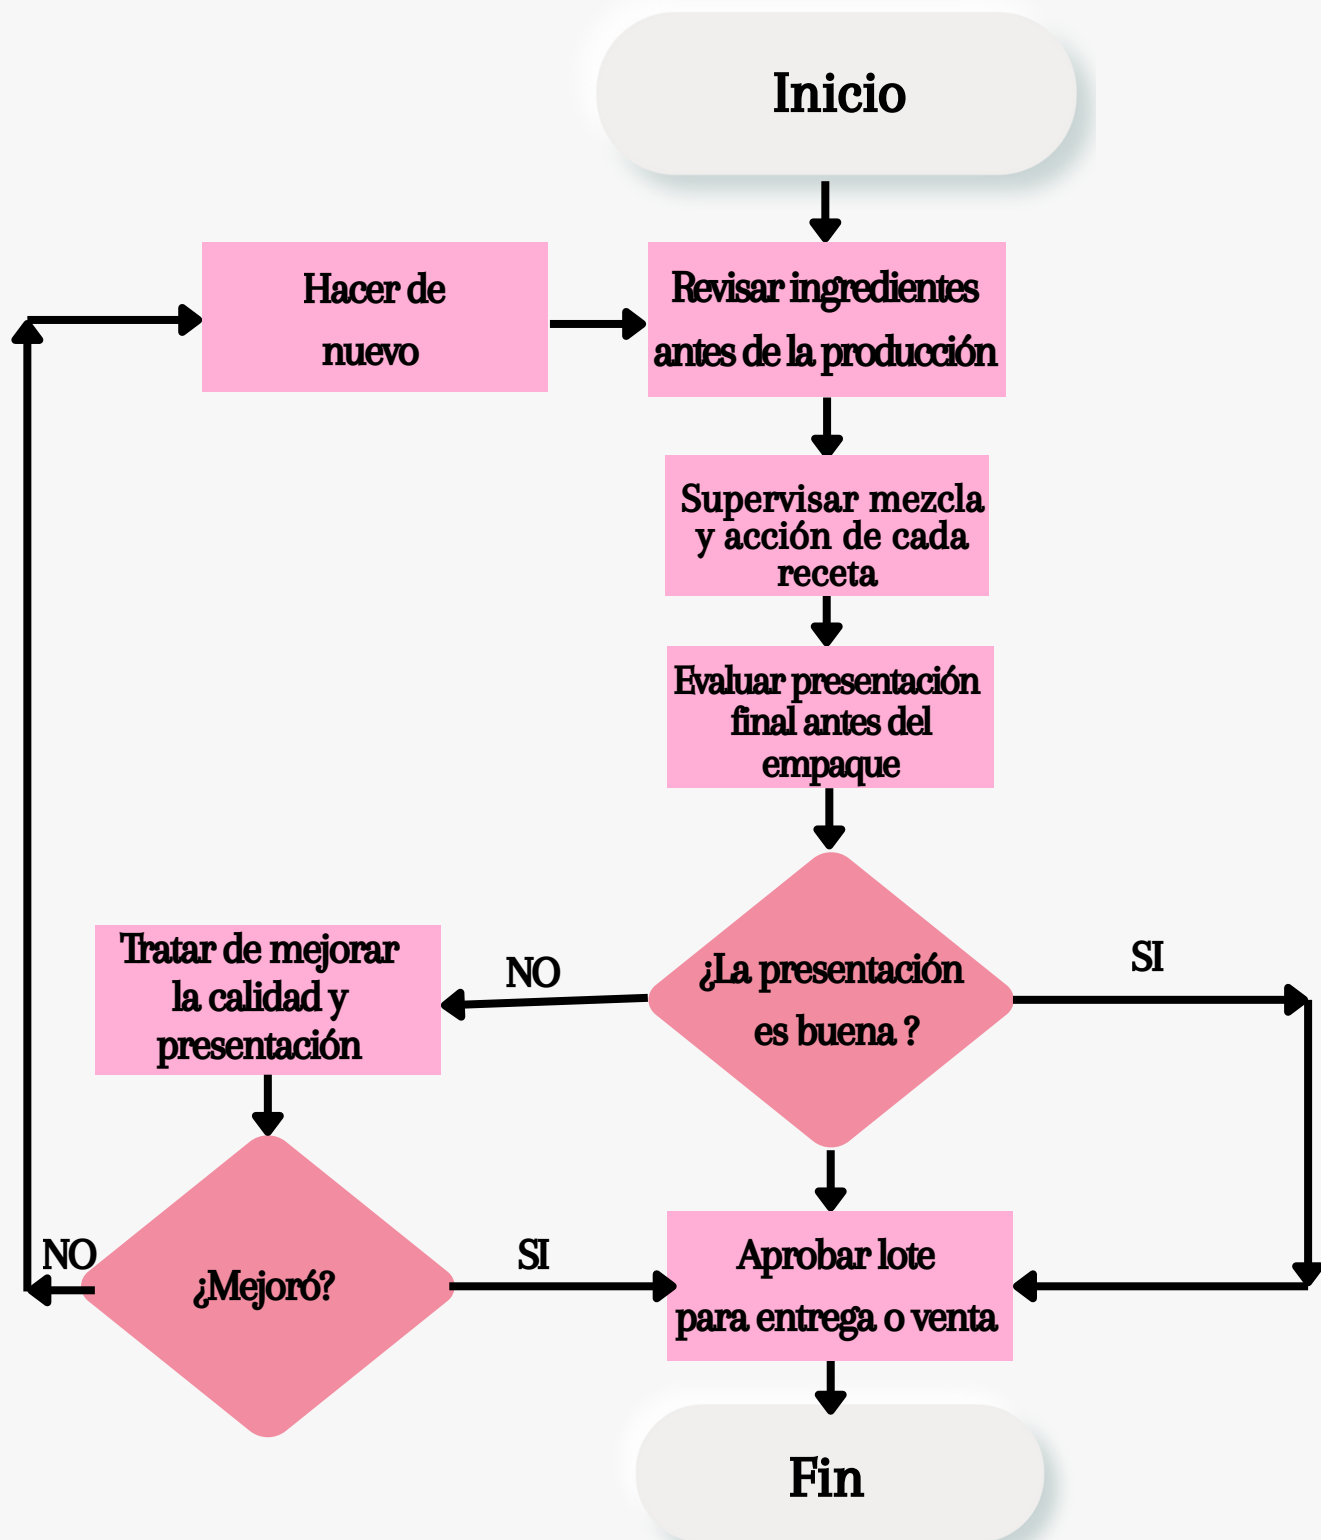 Inicio
Hacer de
nuevo
Revisar ingredientes
antes de la producción
Supervisar mezcla
y acción de cada
receta
Evaluar presentación
final antes del
empaque
¿La presentación
es buena ?
SI
NO
Tratar de mejorar
la calidad y
presentación
¿Mejoró?
NO
SI
Aprobar lote
para entrega o venta
Fin